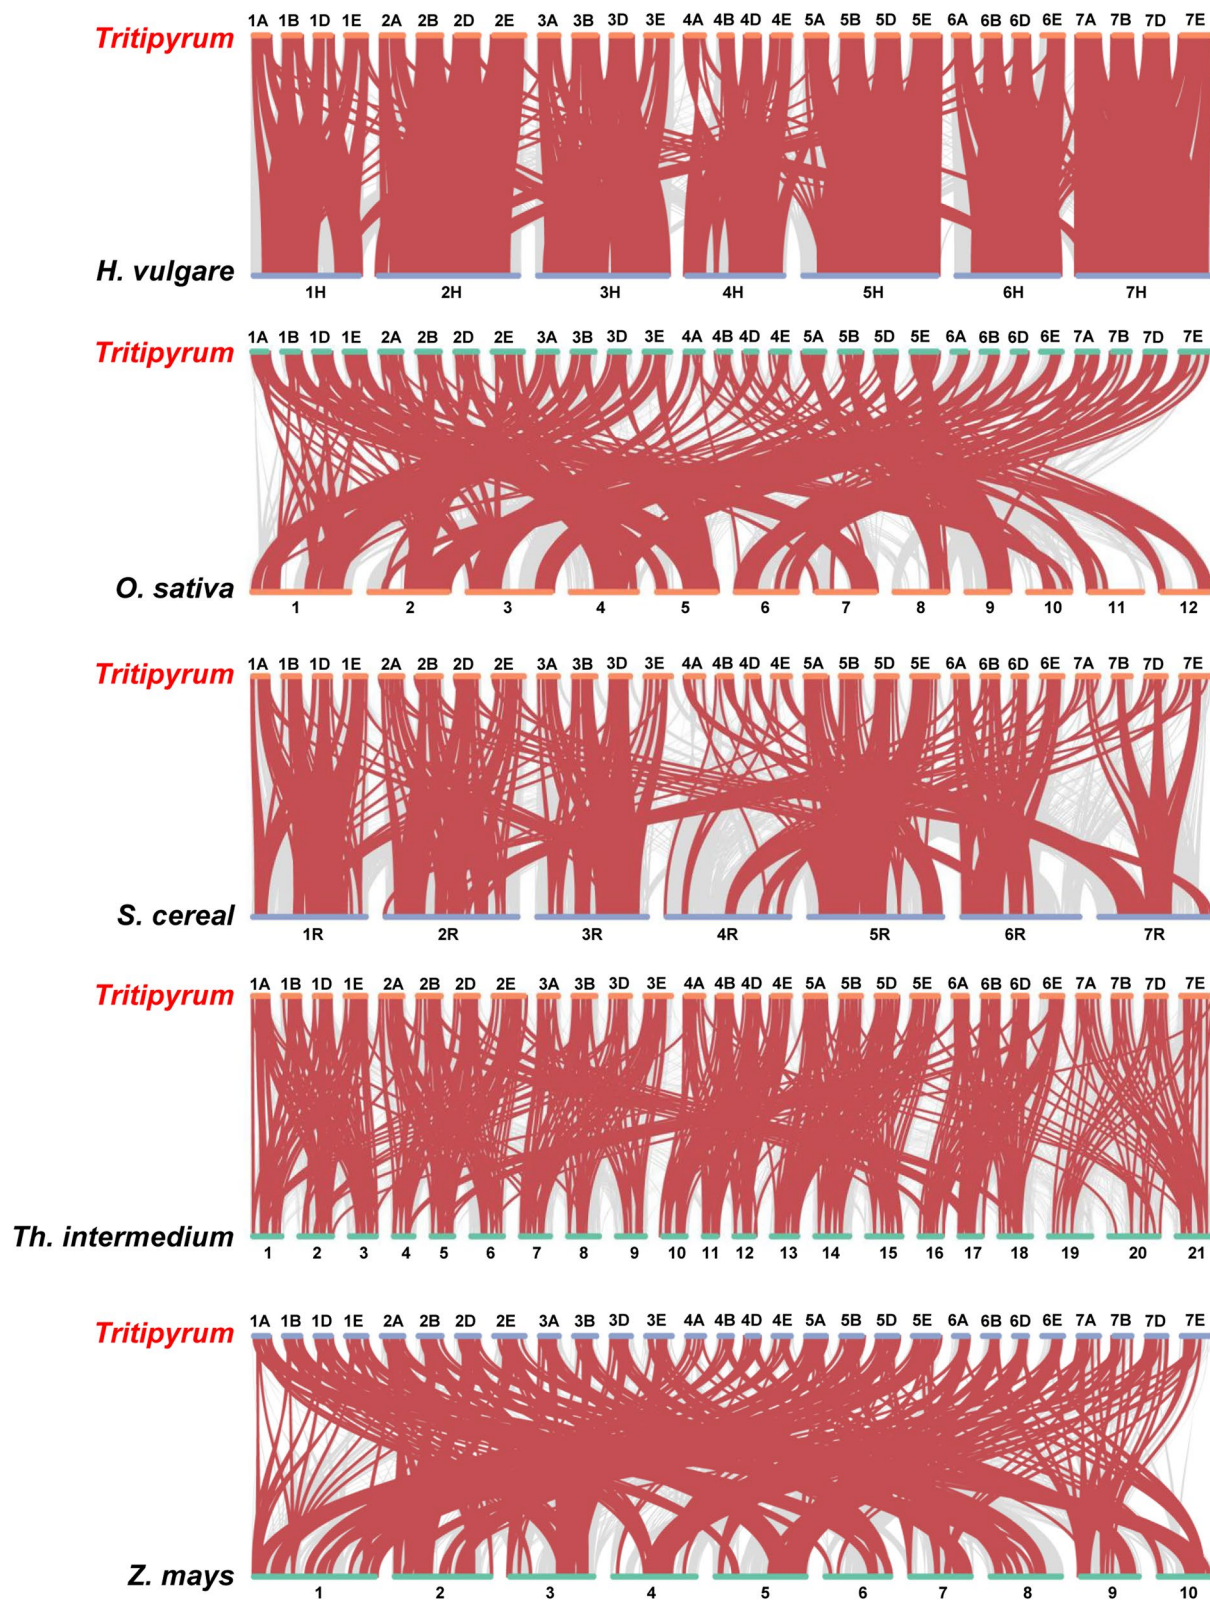 1A 1B 1D 1E 2A 2B 2D 2E 3A 3B 3D 3E 4A 4B 4D 4E 5A 5B 5D 5E 6A 6B 6D 6E 7A 7B 7D 7E
Tritipyrum
H. vulgare
1H 2H 3H 4H 5H 6H 7H
1A 1B 1D 1E 2A 2B 2D 2E 3A 3B 3D 3E 4A 4B 4D 4E 5A 5B 5D 5E 6A 6B 6D 6E 7A 7B 7D 7E
Tritipyrum
O. sativa
1 2 3 4 5 6 7 8 9 10 11 12
1A 1B 1D 1E 2A 2B 2D 2E 3A 3B 3D 3E 4A 4B 4D 4E 5A 5B 5D 5E 6A 6B 6D 6E 7A 7B 7D 7E
Tritipyrum
S. cereal
1R 2R 3R 4R 5R 6R 7R
1A 1B 1D 1E 2A 2B 2D 2E 3A 3B 3D 3E 4A 4B 4D 4E 5A 5B 5D 5E 6A 6B 6D 6E 7A 7B 7D 7E
Tritipyrum
Th. intermedium
1 2 3 4 5 6 7 8 9 10 11 12 13 14 15 16 17 18 19 20 21
1A 1B 1D 1E 2A 2B 2D 2E 3A 3B 3D 3E 4A 4B 4D 4E 5A 5B 5D 5E 6A 6B 6D 6E 7A 7B 7D 7E
Tritipyrum
Z. mays
1 2 3 4 5 6 7 8 9 10